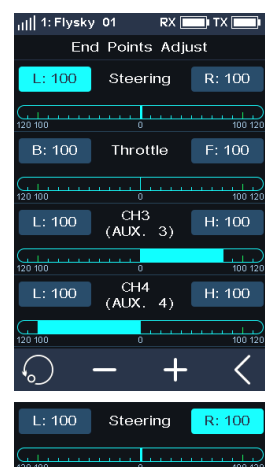 1: Flysky 01 RX TX
End Points Adjust
L: 100 Steering R: 100
120 100 0 100 120
B: 100 Throttle F: 100
120 100 0 100 120
L: 100 CH3 H: 100
(AUX. 3)
120 100 0 100 120
L: 100 CH4 H: 100
(AUX. 4)
120 100 0 100 120
L: 100 Steering R: 100
120 100 0 100 120